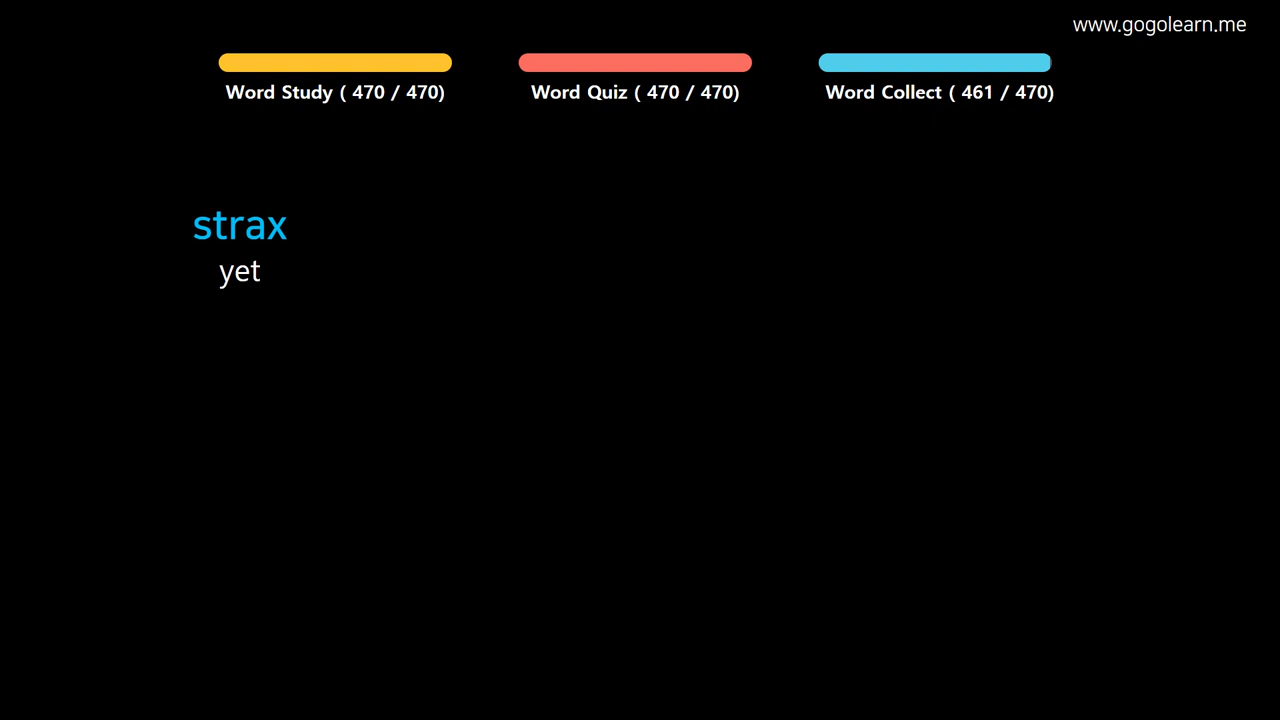 www.gogolearn.me
Word Study ( 470 / 470)
Word Quiz ( 470 / 470)
Word Collect ( 461 / 470)
strax
yet